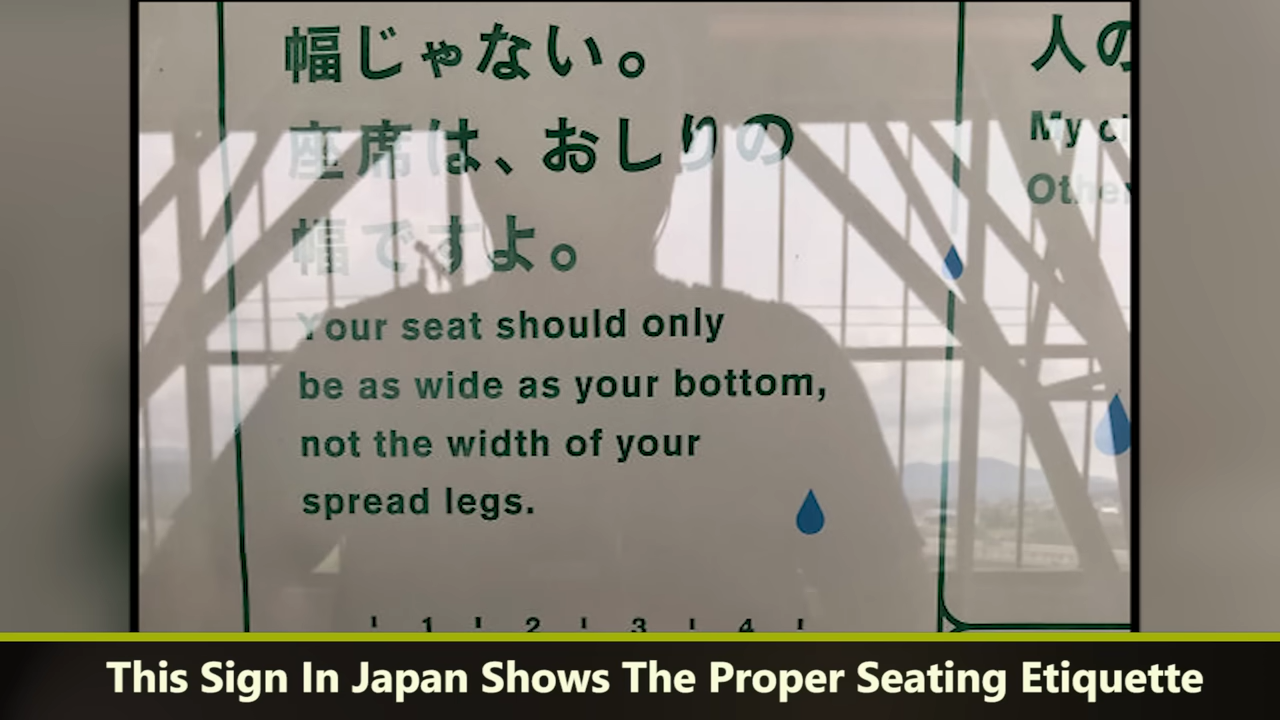 幅じゃない。
座席は、おしりの
幅ですよ。
Your seat should only
be as wide as your bottom,
not the width of your
spread legs.
1 2 3 4
人の
My
This Sign In Japan Shows The Proper Seating Etiquette